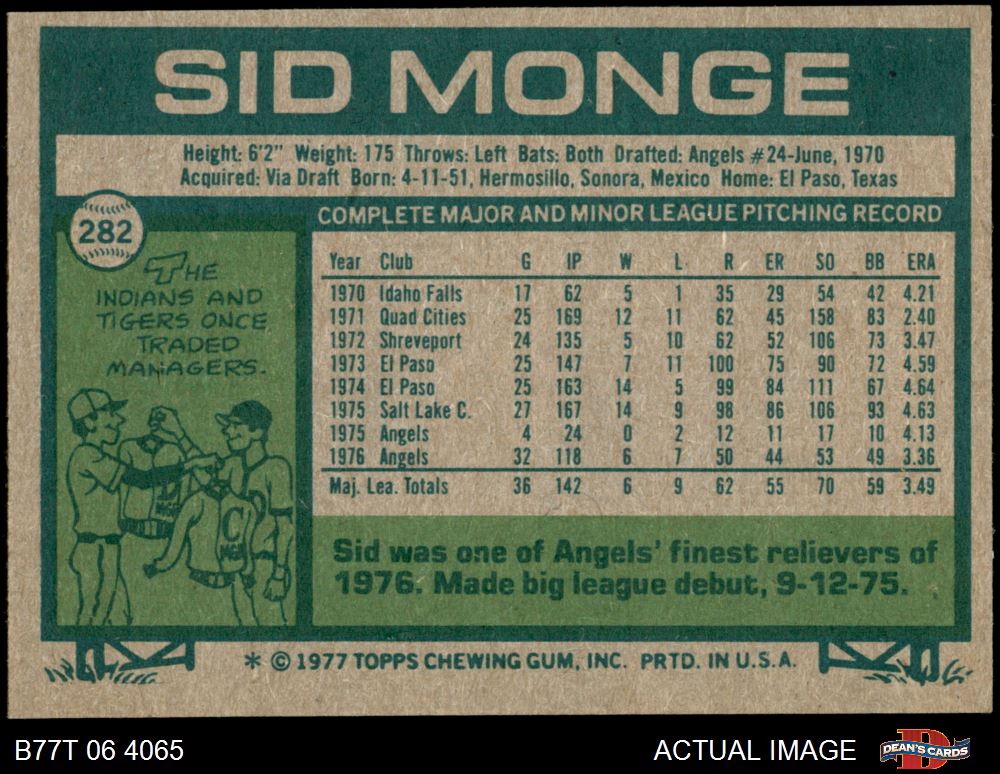 SID MONGE
Height: 6'2" Weight: 175 Throws: Left Bats: Both Drafted: Angels #24-June, 1970
Acquired: Via Draft Born: 4-11-51, Hermosillo, Sonora, Mexico Home: El Paso, Texas
282
THE
INDIANS AND
TIGERS ONCE
TRADED
MANAGERS.
C
MGR
COMPLETE MAJOR AND MINOR LEAGUE PITCHING RECORD
Year Club G IP W L R ER SO BB ERA
1970 Idaho Falls 17 62 5 1 35 29 54 42 4.21
1971 Quad Cities 25 169 12 11 62 45 158 83 2.40
1972 Shreveport 24 135 5 10 62 52 106 73 3.47
1973 El Paso 25 147 7 11 100 75 90 72 4.59
1974 El Paso 25 163 14 5 99 84 111 67 4.64
1975 Salt Lake C. 27 167 14 9 98 86 106 93 4.63
1975 Angels 4 24 0 2 12 11 17 10 4.13
1976 Angels 32 118 6 7 50 44 53 49 3.36
Maj. Lea. Totals 36 142 6 9 62 55 70 59 3.49
Sid was one of Angels' finest relievers of
1976. Made big league debut, 9-12-75.
* © 1977 TOPPS CHEWING GUM, INC. PRTD. IN U.S.A.
B77T 06 4065
ACTUAL IMAGE
DEAN'S CARDS